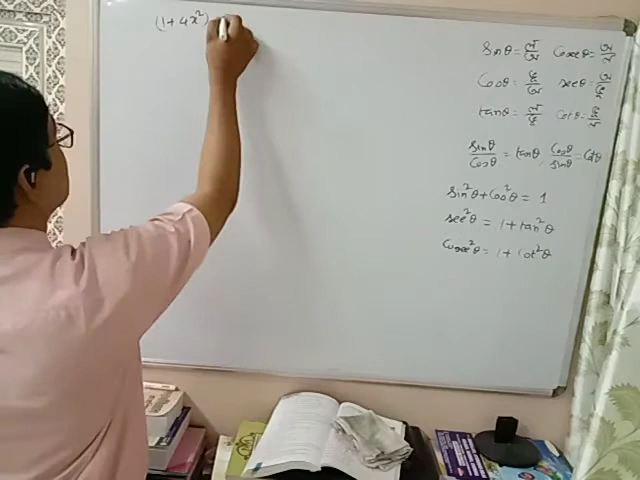 (1+4x²)
sinθ = ल/अ cosecθ = अ/ल
cosθ = ई/अ secθ = अ/ई
tanθ = ल/ई cotθ = ई/ल
sinθ/cosθ = tanθ, cosθ/sinθ = cotθ
sin²θ + cos²θ = 1
sec²θ = 1 + tan²θ
cosec²θ = 1 + cot²θ